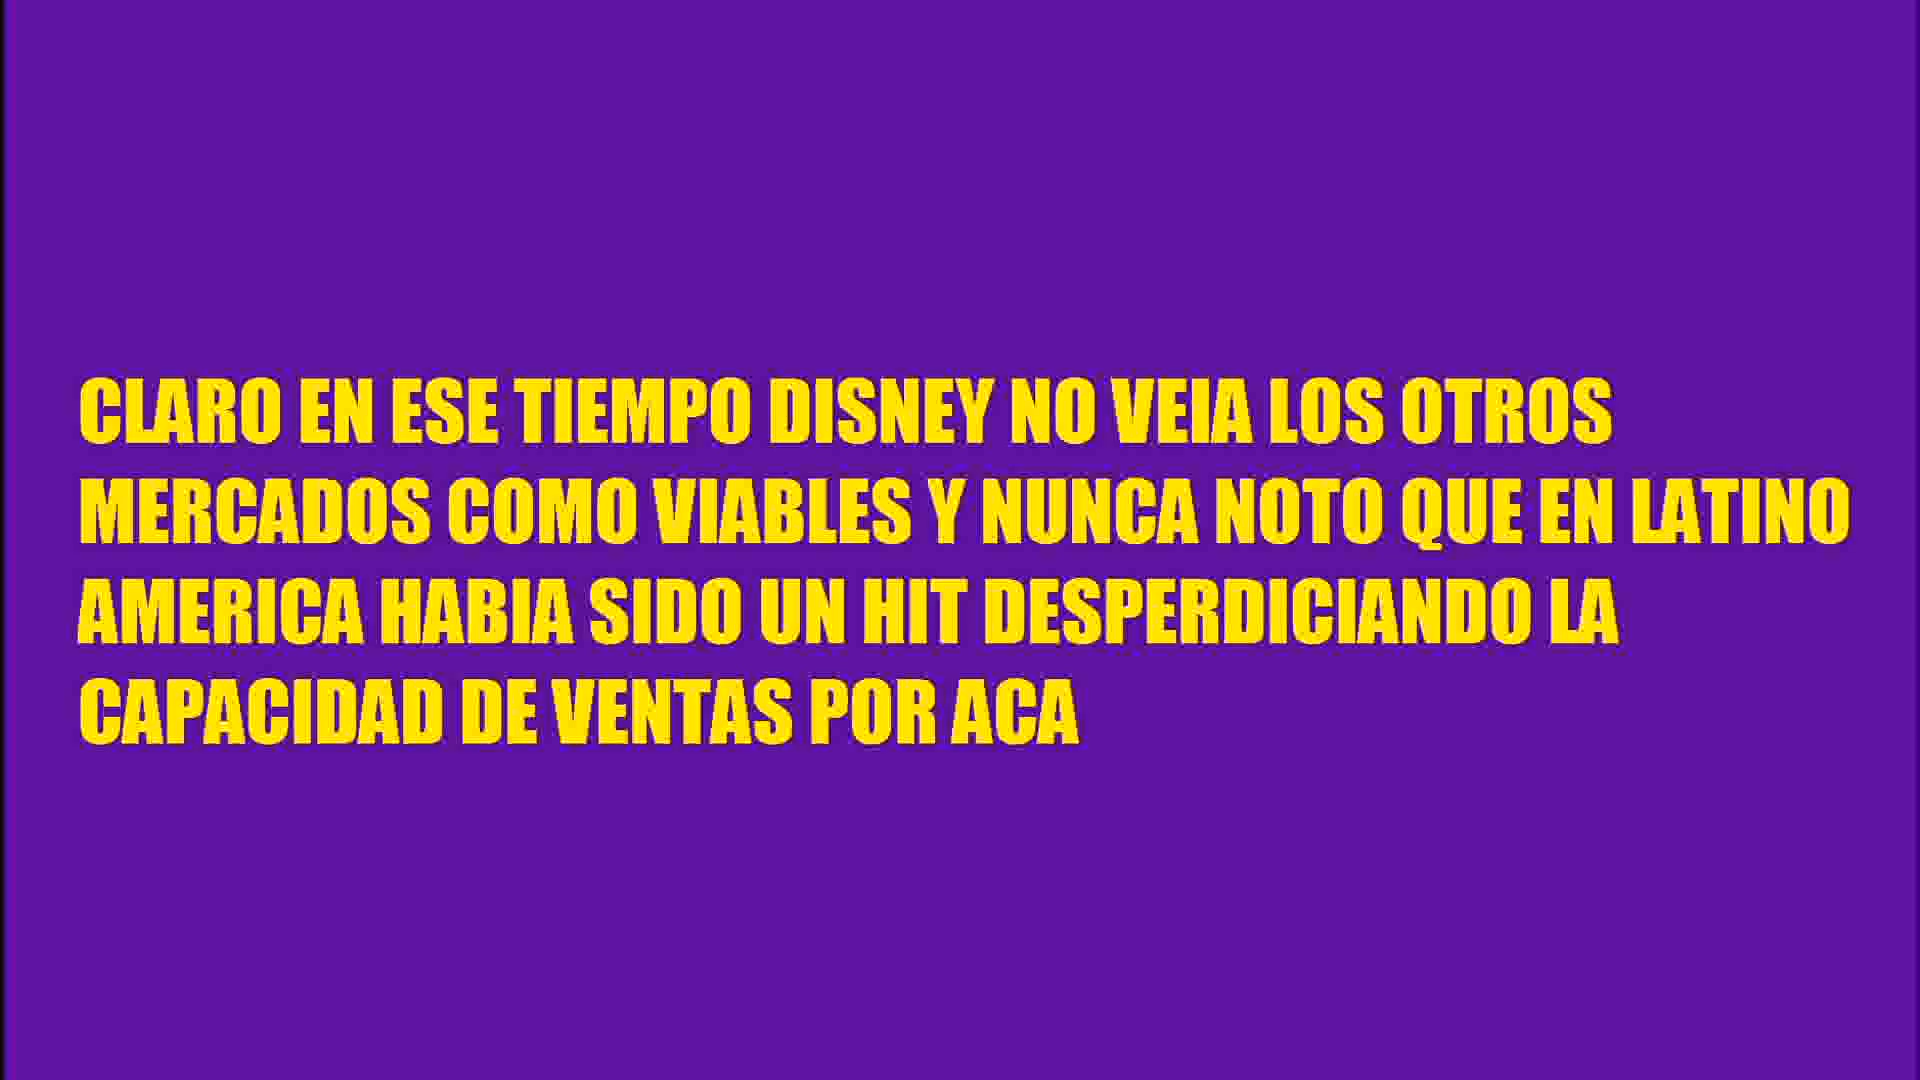 CLARO EN ESE TIEMPO DISNEY NO VEIA LOS OTROS
MERCADOS COMO VIABLES Y NUNCA NOTO QUE EN LATINO
AMERICA HABIA SIDO UN HIT DESPERDICIANDO LA
CAPACIDAD DE VENTAS POR ACA